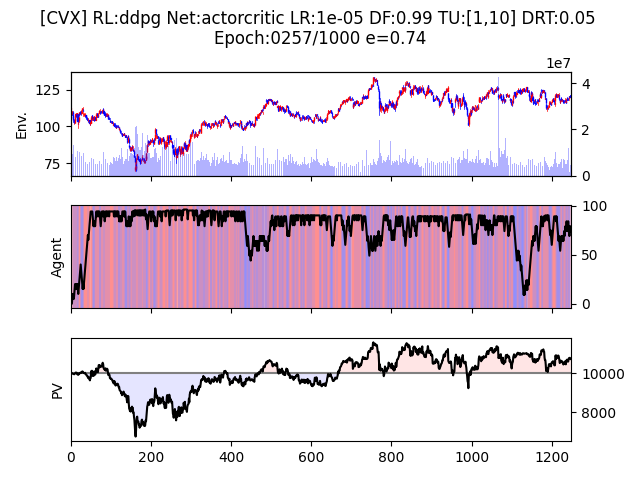 [CVX] RL:ddpg Net:actorcritic LR:1e-05 DF:0.99 TU:[1,10] DRT:0.05
Epoch:0257/1000 e=0.74
1e7
125
100
75
Env.
4
2
0
Agent
100
50
0
PV
10000
8000
0 200 400 600 800 1000 1200